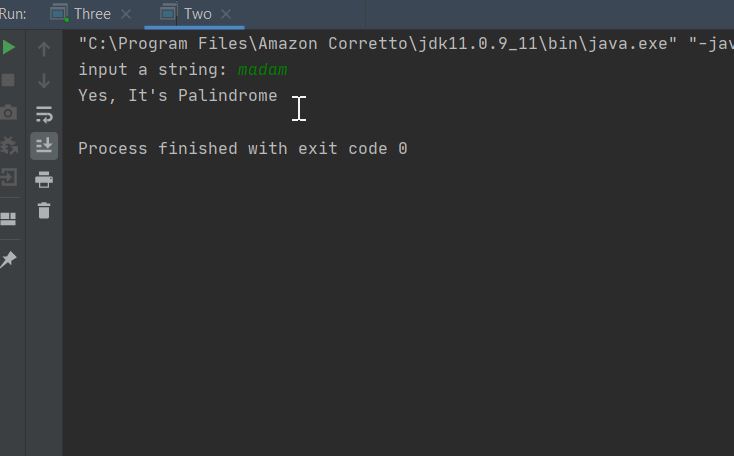 Run: Three Two
"C:\Program Files\Amazon Corretto\jdk11.0.9_11\bin\java.exe" "-jav
input a string: madam
Yes, It's Palindrome
Process finished with exit code 0